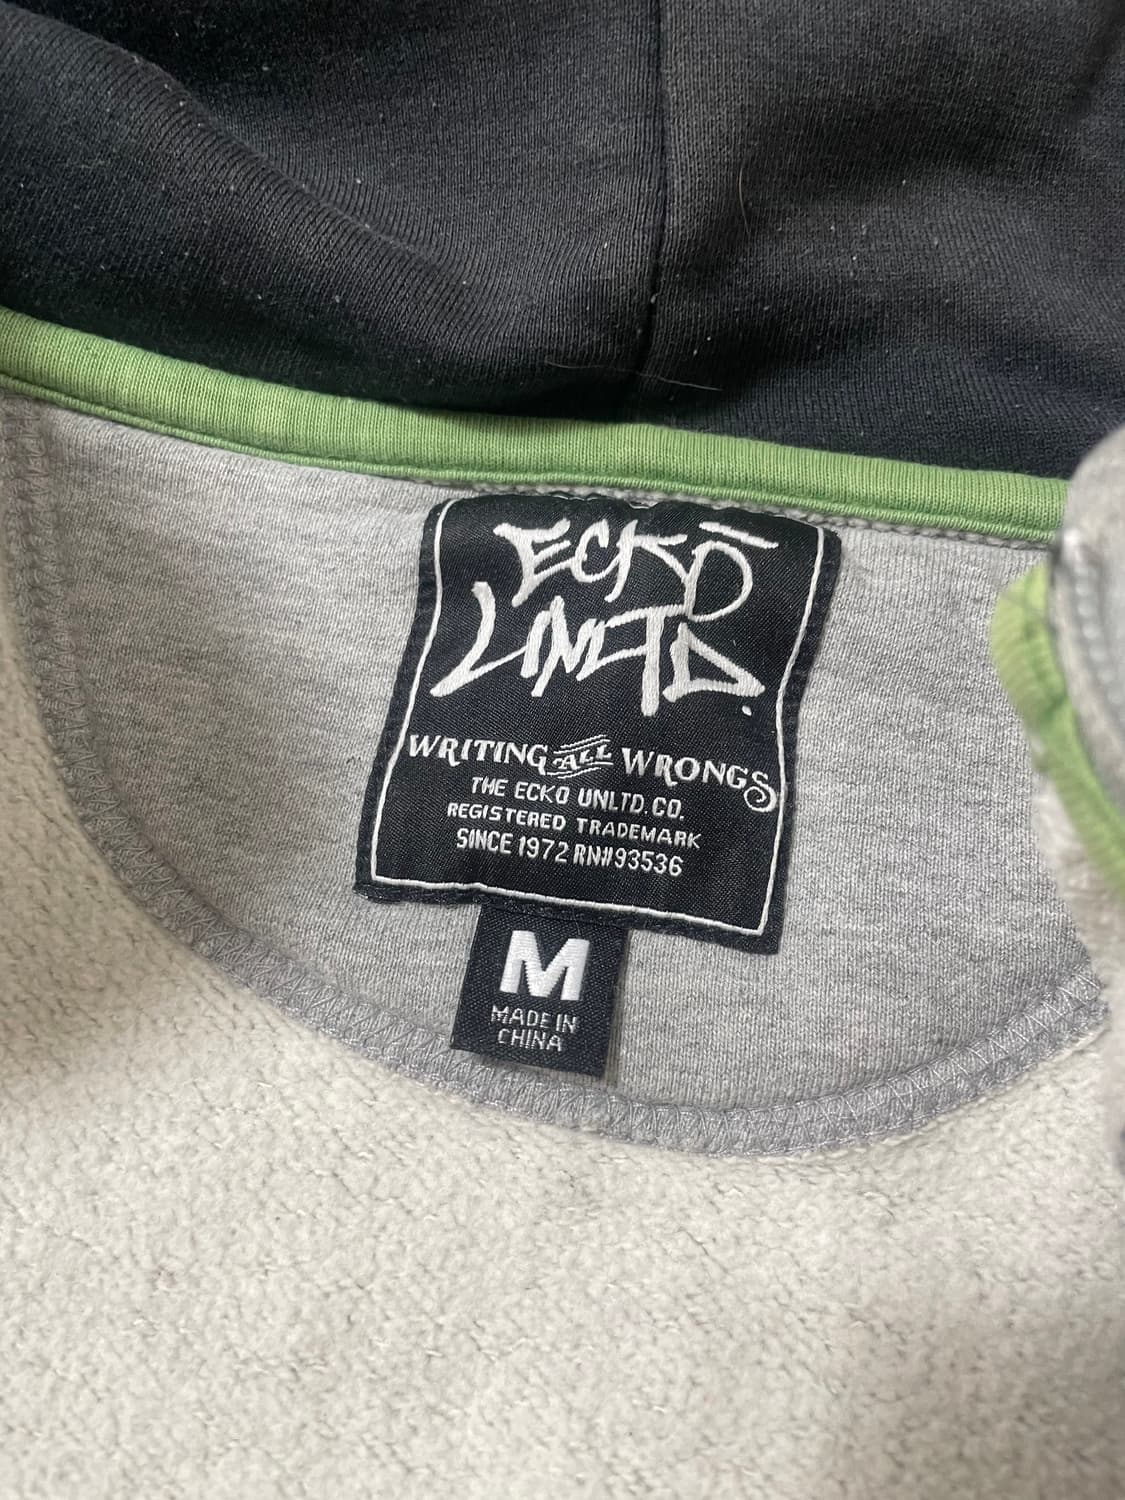 ECKŌ
UNLTD.
WRITING ALL WRONGS
THE ECKO UNLTD. CO.
REGISTERED TRADEMARK
SINCE 1972 RN#93536
M
MADE IN
CHINA